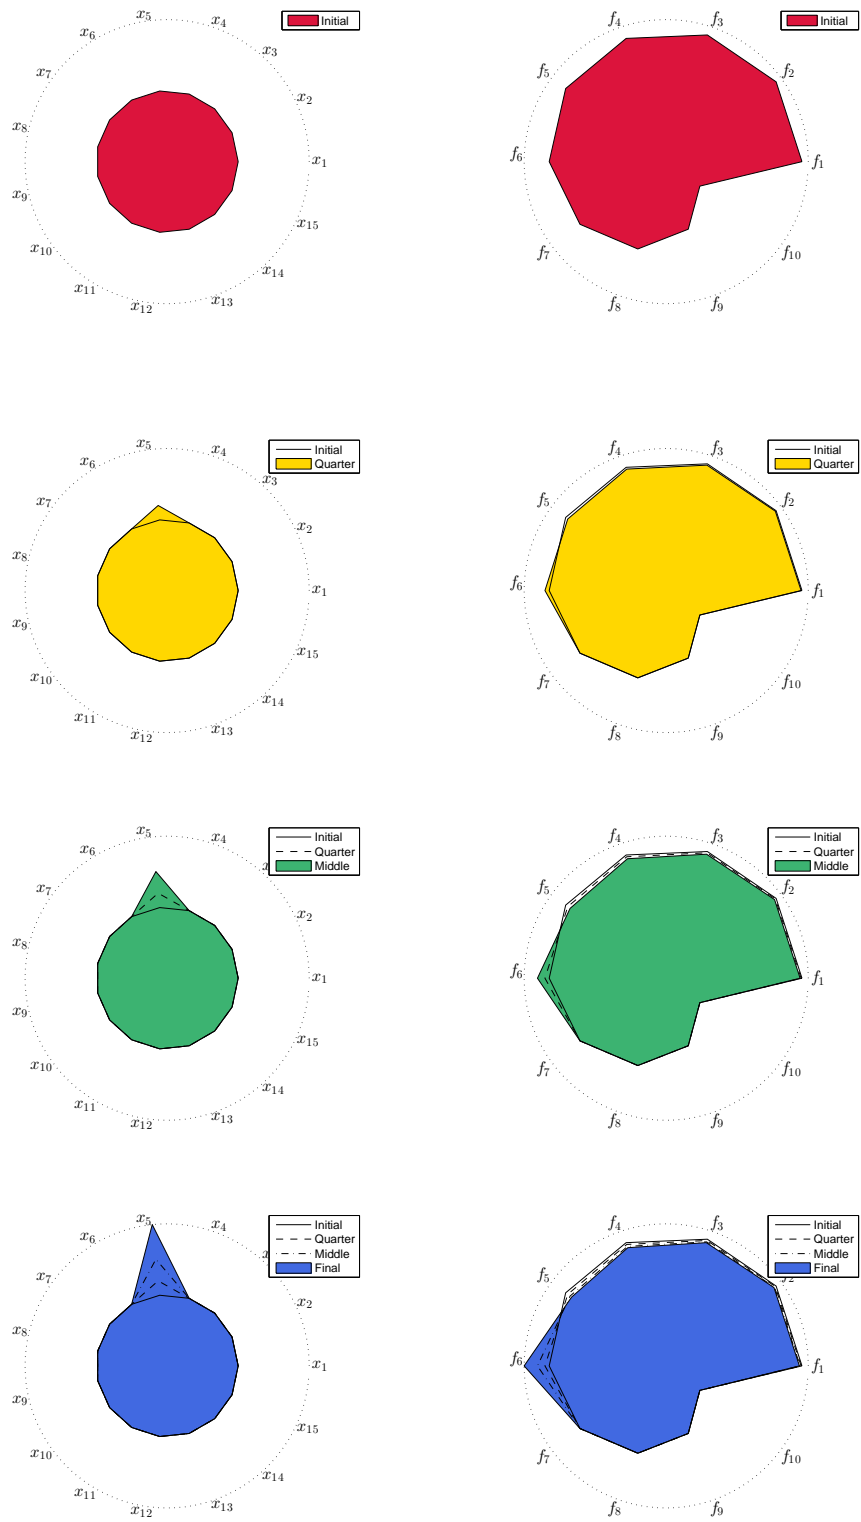 Initial
x₁
x₂
x₃
x₄
x₅
x₆
x₇
x₈
x₉
x₁₀
x₁₁
x₁₂
x₁₃
x₁₄
x₁₅
Initial
f₁
f₂
f₃
f₄
f₅
f₆
f₇
f₈
f₉
f₁₀
Initial
Quarter
x₁
x₂
x₃
x₄
x₅
x₆
x₇
x₈
x₉
x₁₀
x₁₁
x₁₂
x₁₃
x₁₄
x₁₅
Initial
Quarter
f₁
f₂
f₃
f₄
f₅
f₆
f₇
f₈
f₉
f₁₀
Initial
Quarter
Middle
x₁
x₂
x₄
x₅
x₆
x₇
x₈
x₉
x₁₀
x₁₁
x₁₂
x₁₃
x₁₄
x₁₅
Initial
Quarter
Middle
f₁
f₂
f₃
f₄
f₅
f₆
f₇
f₈
f₉
f₁₀
Initial
Quarter
Middle
Final
x₁
x₂
x₄
x₅
x₆
x₇
x₈
x₉
x₁₀
x₁₁
x₁₂
x₁₃
x₁₄
x₁₅
Initial
Quarter
Middle
Final
f₁
f₃
f₄
f₅
f₆
f₇
f₈
f₉
f₁₀